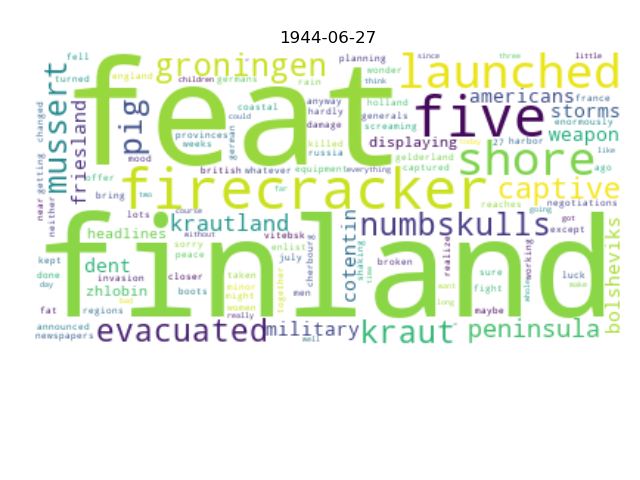 1944-06-27
fell
since
three
little
planning
turned
england
children
germans
groningen
wonder
think
launched
rain
americans
france
mussert
feat
five
pig
coastal
could
anyway
hardly
holland
generals
storms
changed
friesland
provinces
weeks
german
damage
screaming
weapon
displaying
27
today
harbor
enormously
shore
like
mood
killed
russia
gelderland
captured
getting
offer
british
whatever
equipment
everything
ago
near
neither
bring
two
firecracker
far
reaches
captive
negotiations
lots
course
krautland
numbskulls
going
got
except
headlines
without
vitebsk
finland
sorry
peace
enlist
cotentin
shaking
time
kept
dent
july
cherbourg
broken
realize
sure
working
whole
luck
bolsheviks
done
day
invasion
closer
taken
together
fight
want
make
zhlobin
boots
minor
might
women
men
long
maybe
fat
regions
bad
really
announced
newspapers
evacuated
military
well
kraut
peninsula